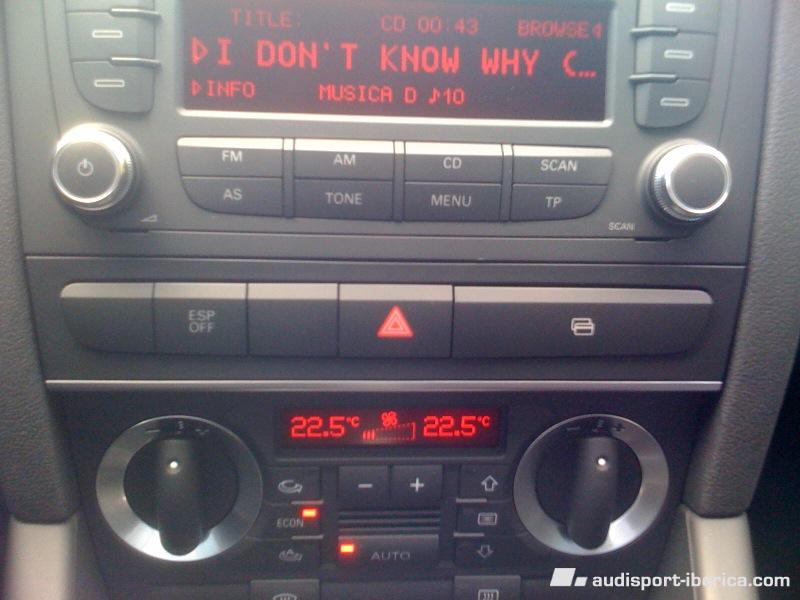 TITLE: CD 00:43 BROWSE
I DON'T KNOW WHY (...
INFO MUSICA D ♪10
FM AM CD SCAN
AS TONE MENU TP
SCAN
ESP
OFF
22.5°C 22.5°C
- +
ECON
AUTO
audisport-iberica.com